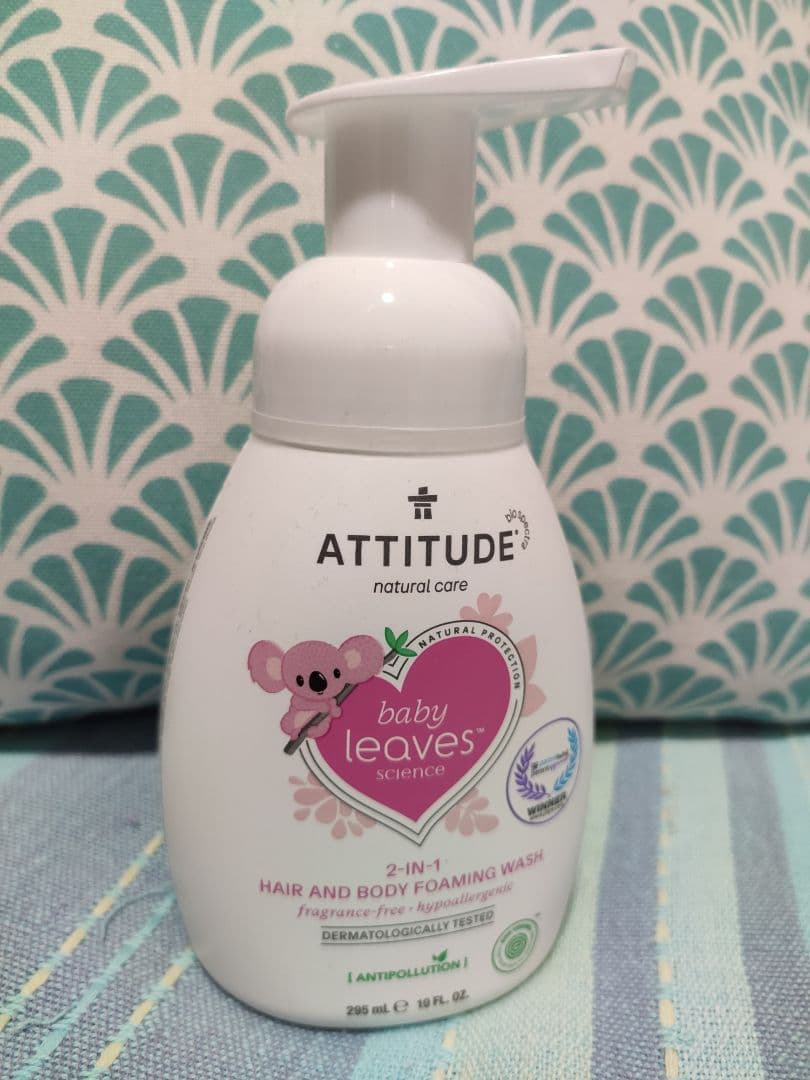 ATTITUDE
bio spectra
natural care
NATURAL PROTECTION
baby
leaves™
science
WINNER
2-IN-1
HAIR AND BODY FOAMING WASH
fragrance-free • hypoallergenic
DERMATOLOGICALLY TESTED
[ ANTIPOLLUTION ]
295 mL e 10 FL. OZ.